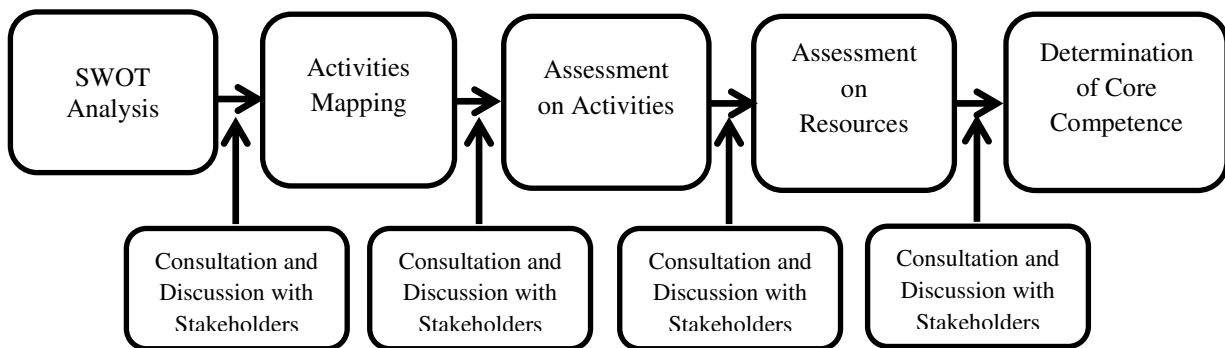 SWOT
Analysis
Activities
Mapping
Assessment
on Activities
Assessment
on
Resources
Determination
of Core
Competence
Consultation and
Discussion with
Stakeholders
Consultation and
Discussion with
Stakeholders
Consultation and
Discussion with
Stakeholders
Consultation and
Discussion with
Stakeholders